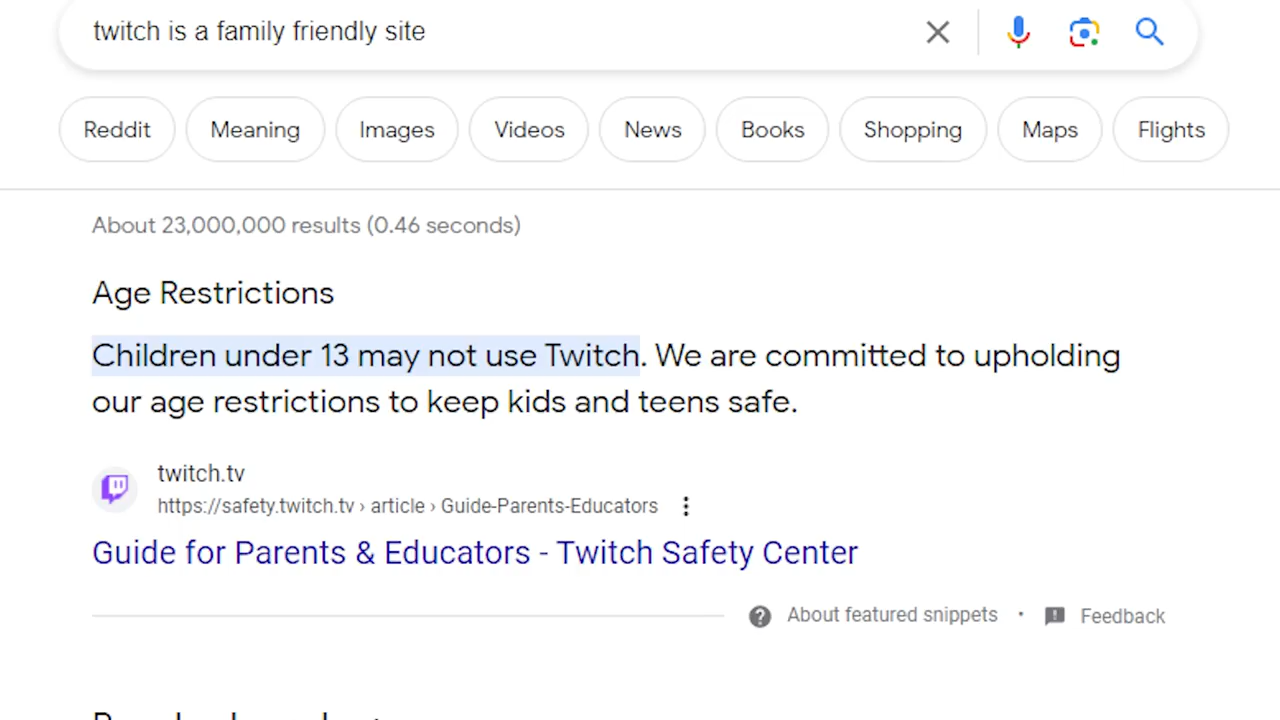 twitch is a family friendly site
Reddit Meaning Images Videos News Books Shopping Maps Flights
About 23,000,000 results (0.46 seconds)
Age Restrictions
Children under 13 may not use Twitch. We are committed to upholding
our age restrictions to keep kids and teens safe.
twitch.tv
https://safety.twitch.tv › article › Guide-Parents-Educators
Guide for Parents & Educators - Twitch Safety Center
About featured snippets • Feedback